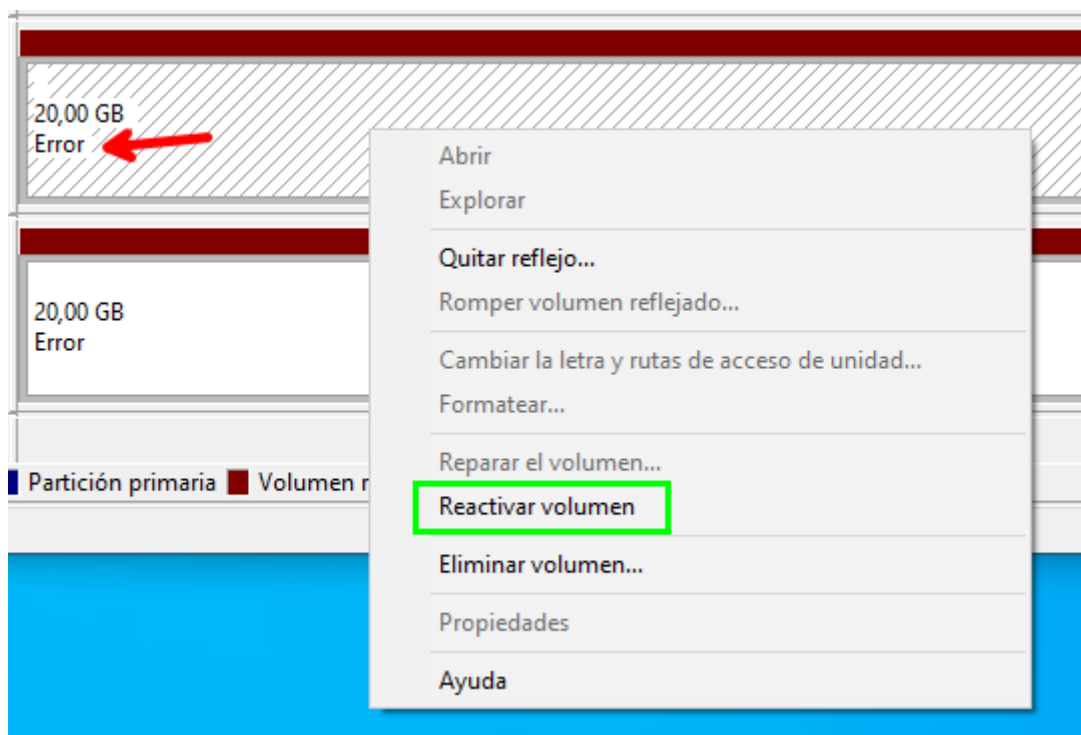 20,00 GB
Error
Abrir
Explorar
Quitar reflejo...
Romper volumen reflejado...
20,00 GB
Error
Cambiar la letra y rutas de acceso de unidad...
Formatear...
Reparar el volumen...
Partición primaria Volumen r
Reactivar volumen
Eliminar volumen...
Propiedades
Ayuda